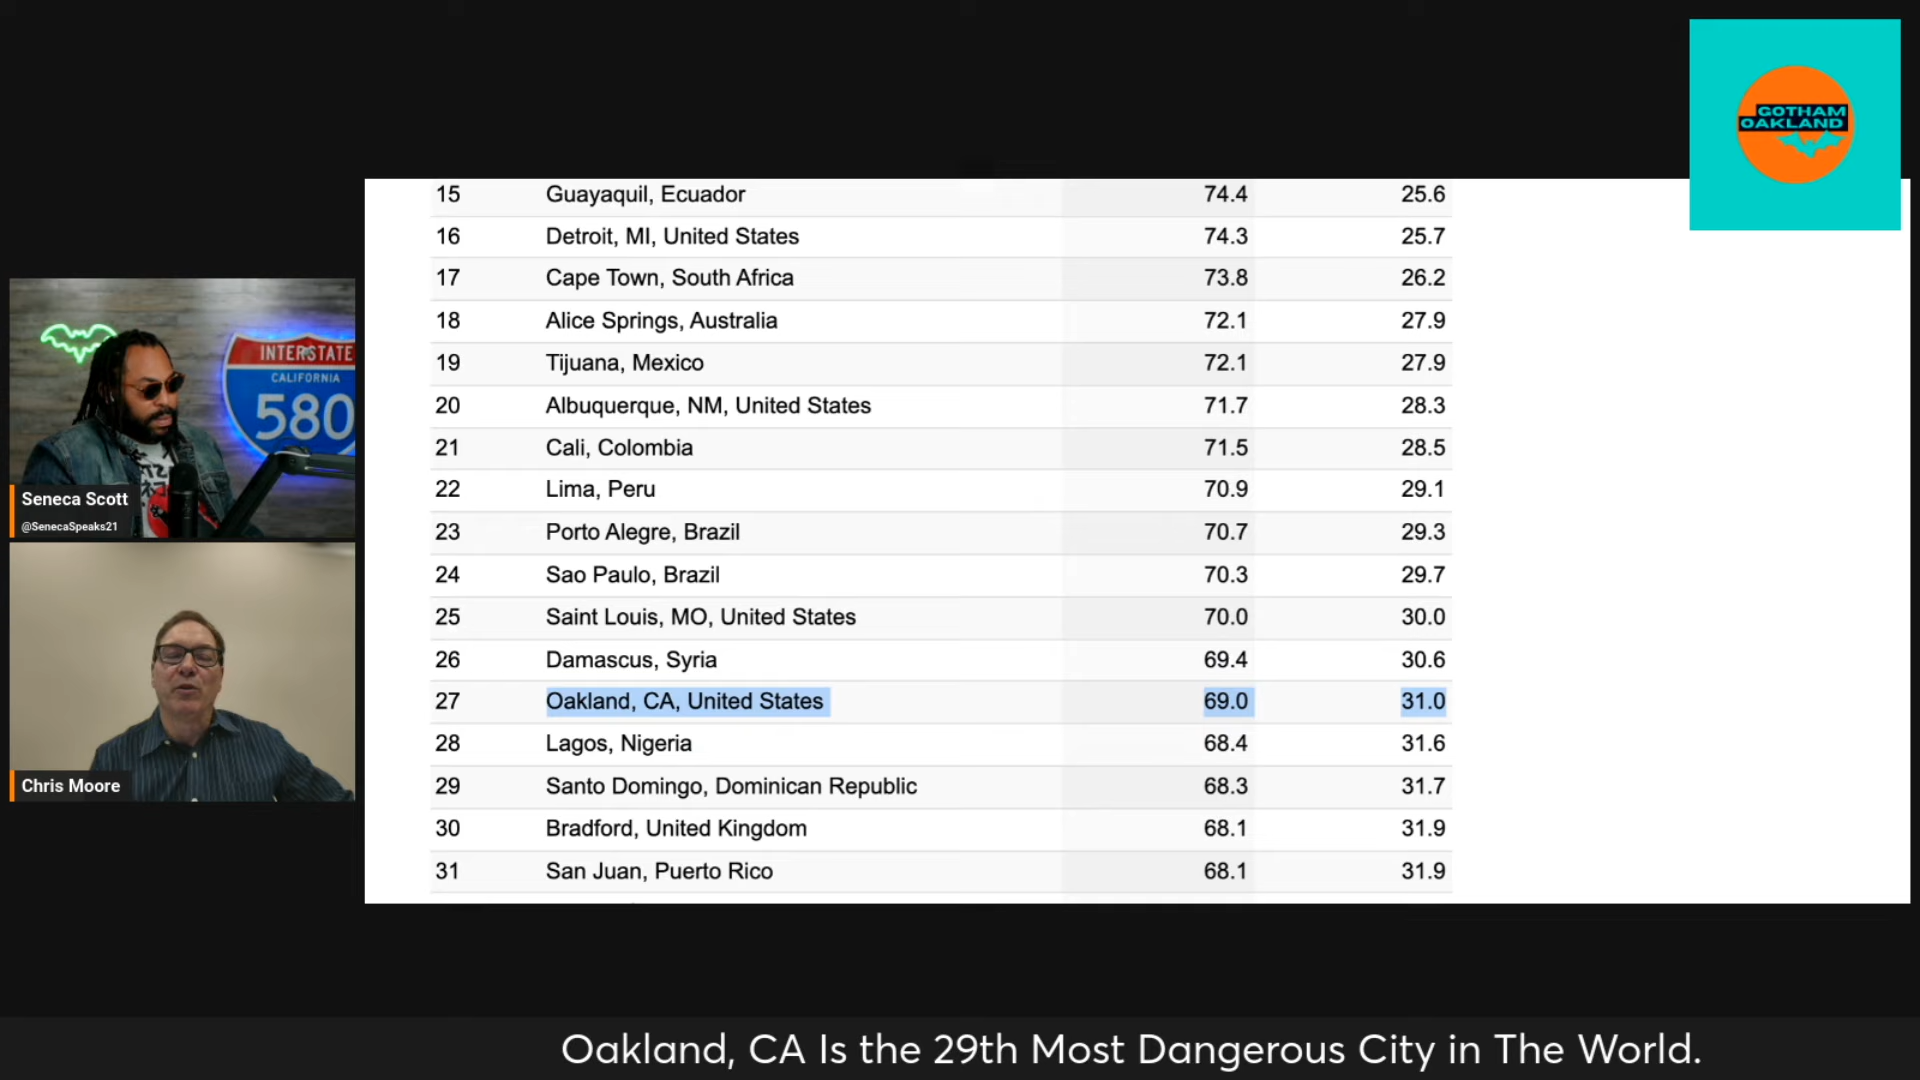 GOTHAM
OAKLAND
15 Guayaquil, Ecuador 74.4 25.6
16 Detroit, MI, United States 74.3 25.7
17 Cape Town, South Africa 73.8 26.2
18 Alice Springs, Australia 72.1 27.9
19 Tijuana, Mexico 72.1 27.9
20 Albuquerque, NM, United States 71.7 28.3
21 Cali, Colombia 71.5 28.5
22 Lima, Peru 70.9 29.1
23 Porto Alegre, Brazil 70.7 29.3
24 Sao Paulo, Brazil 70.3 29.7
25 Saint Louis, MO, United States 70.0 30.0
26 Damascus, Syria 69.4 30.6
27 Oakland, CA, United States 69.0 31.0
28 Lagos, Nigeria 68.4 31.6
29 Santo Domingo, Dominican Republic 68.3 31.7
30 Bradford, United Kingdom 68.1 31.9
31 San Juan, Puerto Rico 68.1 31.9
INTERSTATE
CALIFORNIA
580
Seneca Scott
@SenecaSpeaks21
Chris Moore
Oakland, CA Is the 29th Most Dangerous City in The World.